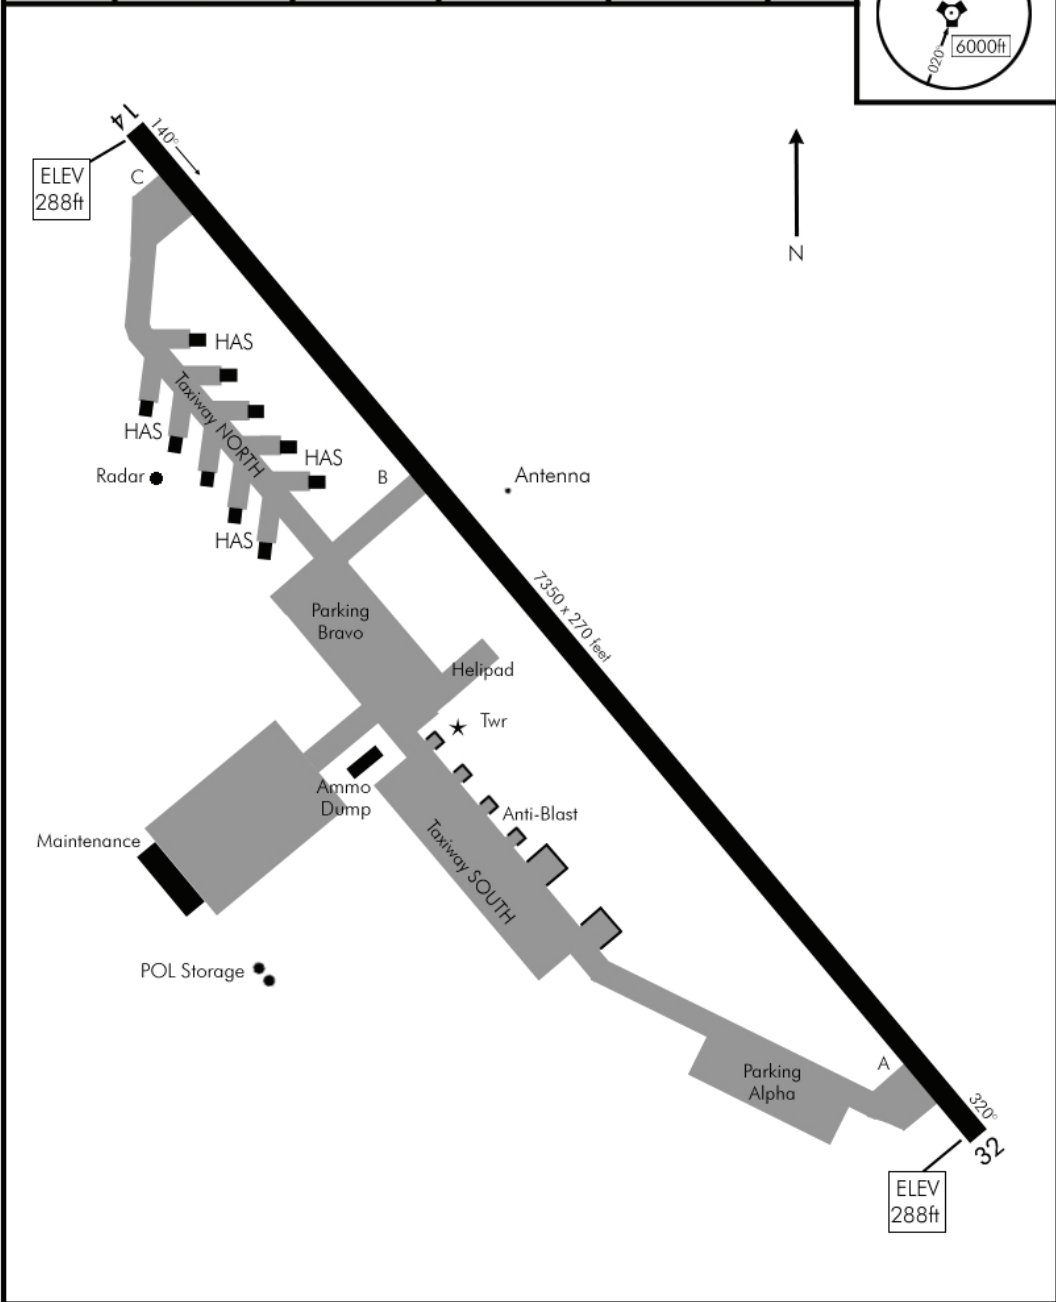 020°
6000ft
14
140°
ELEV
288ft
C
N
HAS
Taxiway NORTH
HAS
HAS
Radar
B
Antenna
HAS
7350 x 270 feet
Parking
Bravo
Helipad
Twr
Ammo
Dump
Anti-Blast
Maintenance
Taxiway SOUTH
POL Storage
A
Parking
Alpha
320°
32
ELEV
288ft